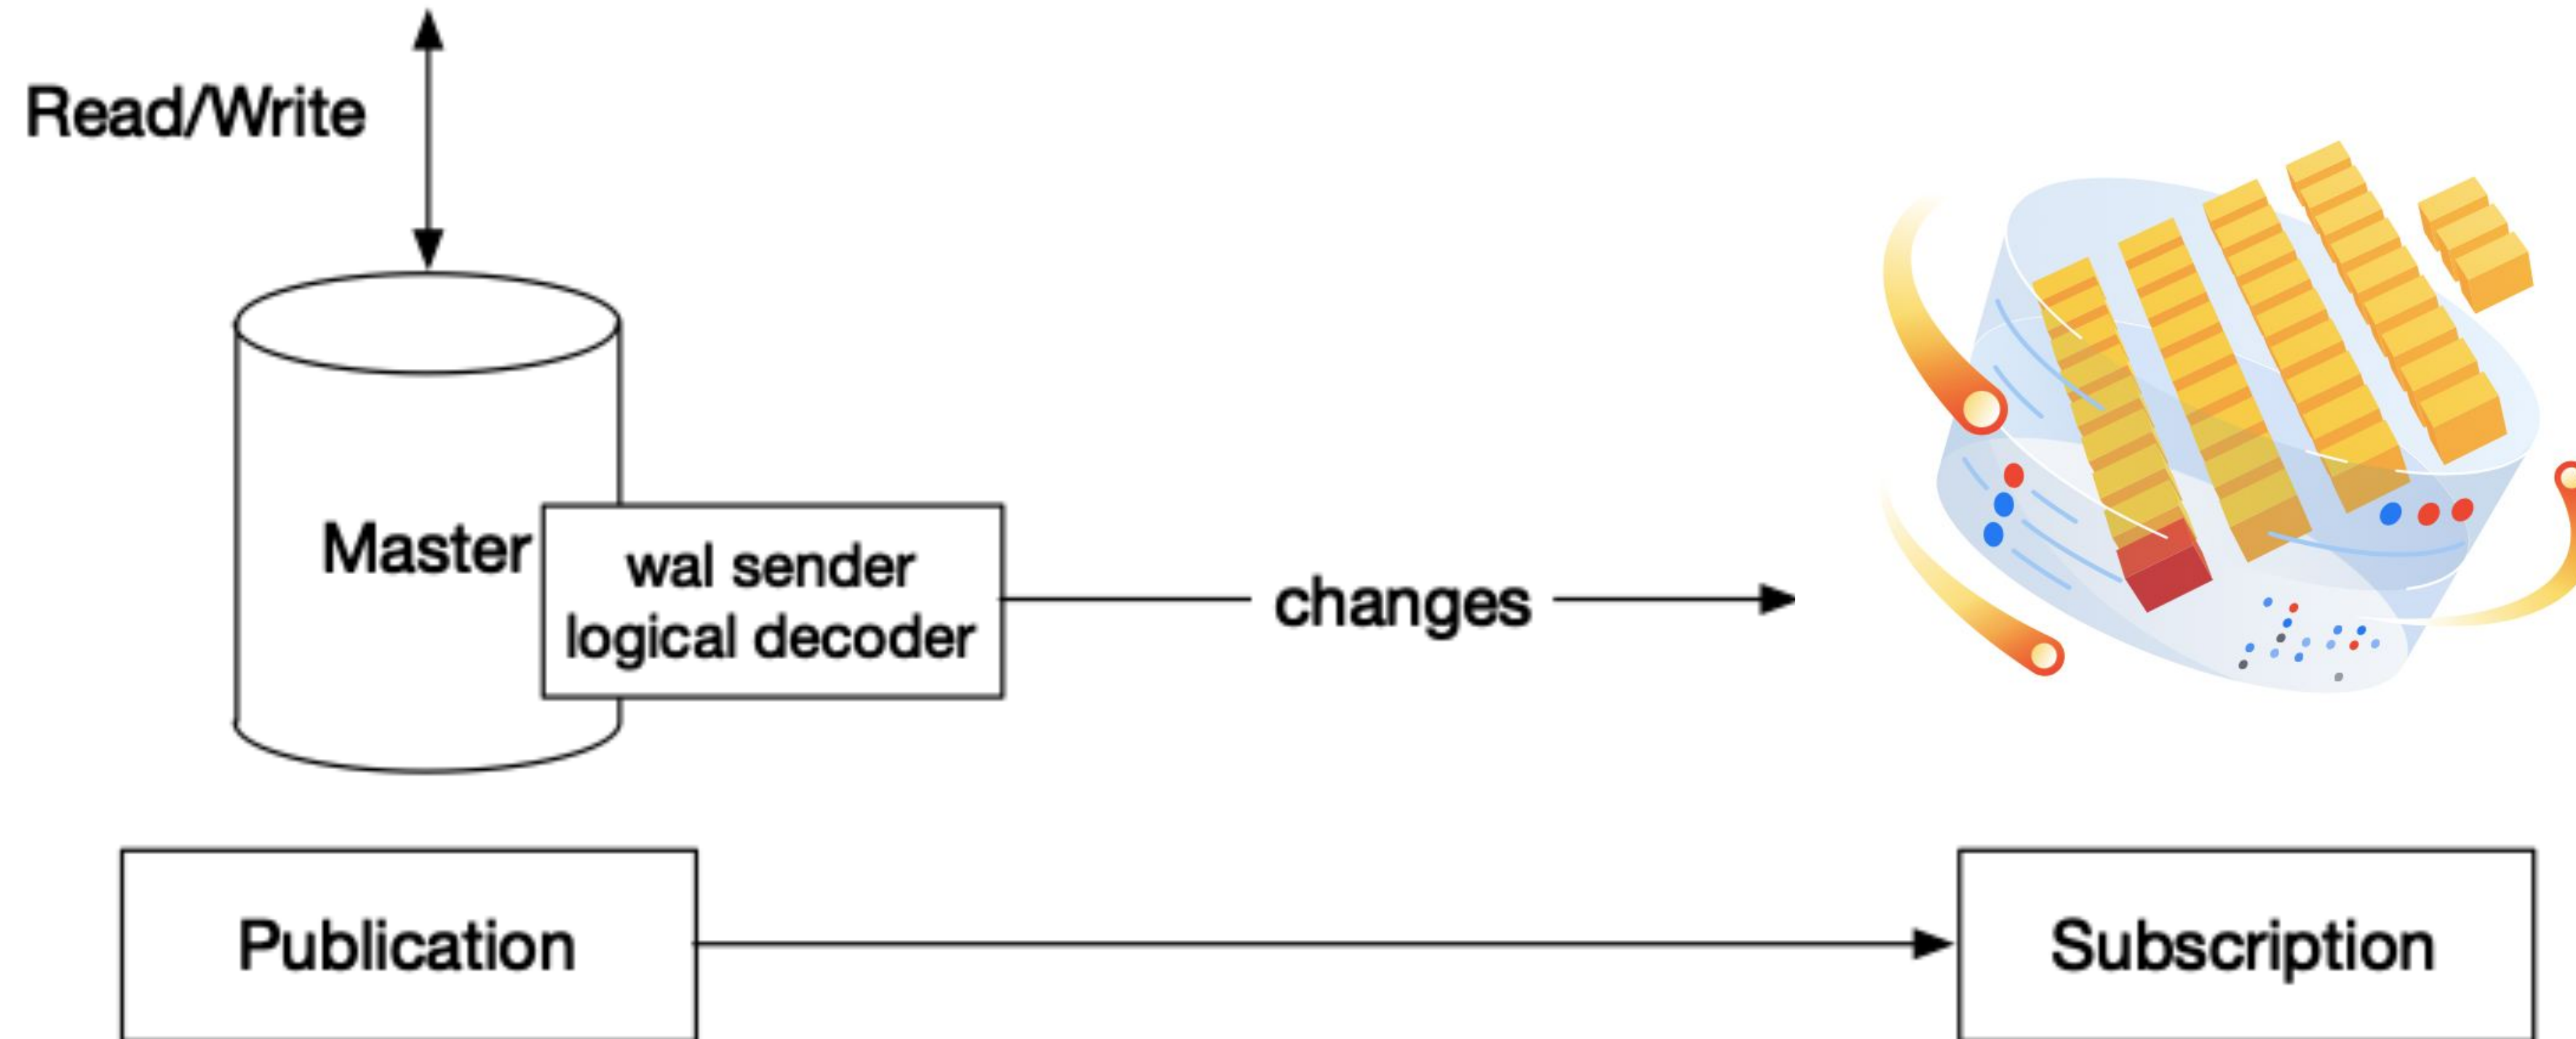 Read/Write
Master
wal sender
logical decoder
changes
Publication
Subscription